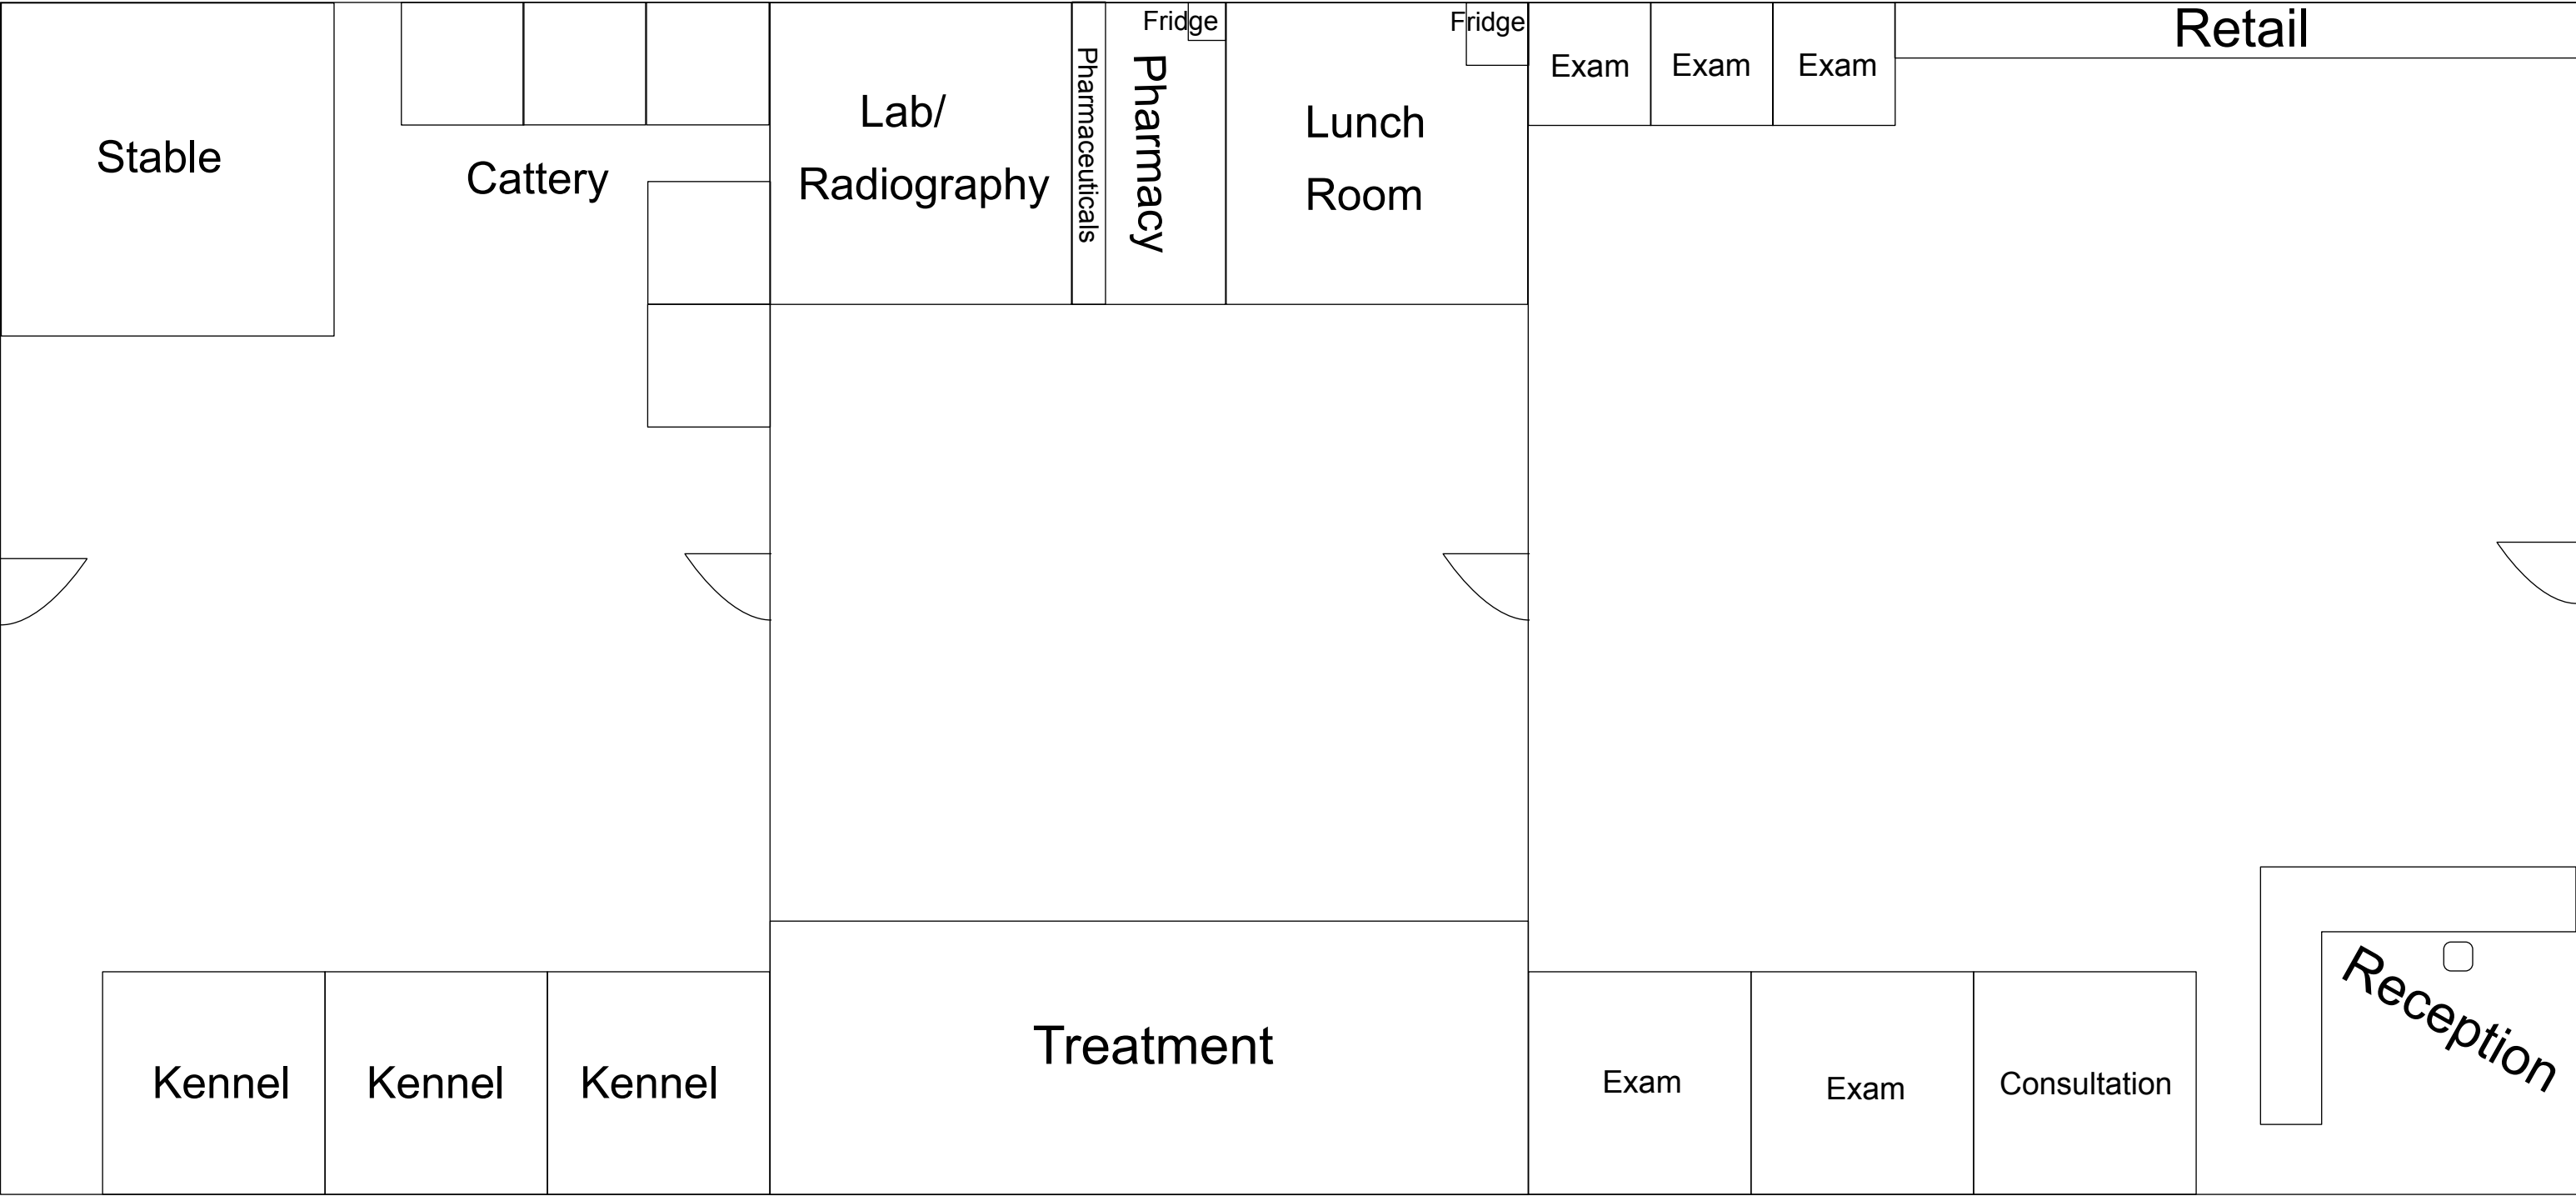 Fridge
Fridge
Retail
Stable
Cattery
Lab/
Radiography
Pharmaceuticals
Pharmacy
Lunch
Room
Exam
Exam
Exam
Kennel
Kennel
Kennel
Treatment
Exam
Exam
Consultation
Reception